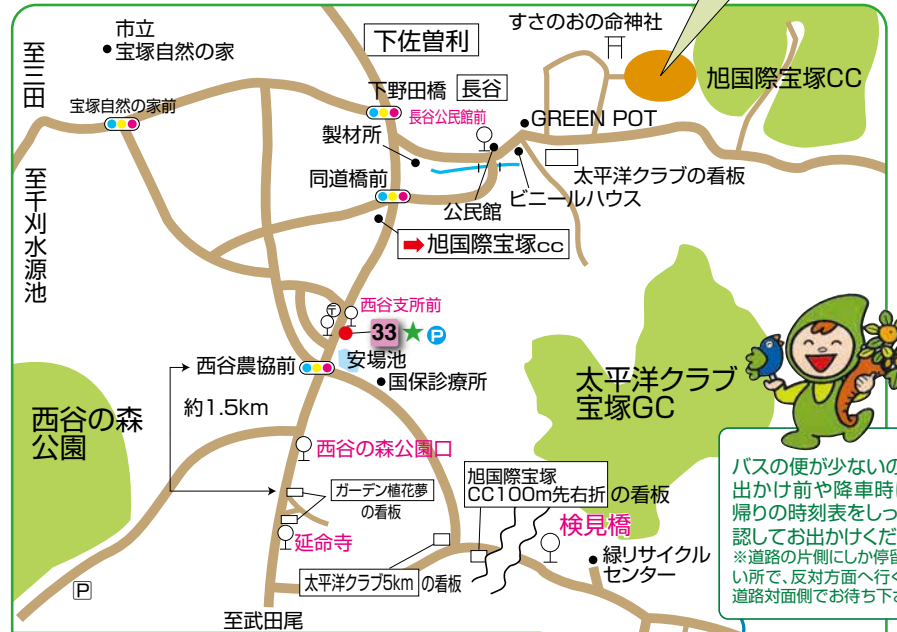 市立
宝塚自然の家
至三田
宝塚自然の家前
至千刈水源池
下佐曽利
下野田橋
長谷
長谷公民館前
製材所
同道橋前
すさのおの命神社
旭国際宝塚CC
GREEN POT
太平洋クラブの看板
ビニールハウス
公民館
➡旭国際宝塚CC
〒
西谷支所前
33★P
安場池
西谷農協前
国保診療所
約1.5km
西谷の森
公園
西谷の森公園口
ガーデン植花夢
の看板
延命寺
太平洋クラブ
宝塚GC
旭国際宝塚
CC100m先右折の看板
検見橋
太平洋クラブ5kmの看板
緑リサイクル
センター
P
至武田尾
バスの便が少ないの
出かけ前や降車時
帰りの時刻表をしっ
認してお出かけくだ
※道路の片側にしか停留
い所で、反対方面へ行く
道路対面側でお待ち下